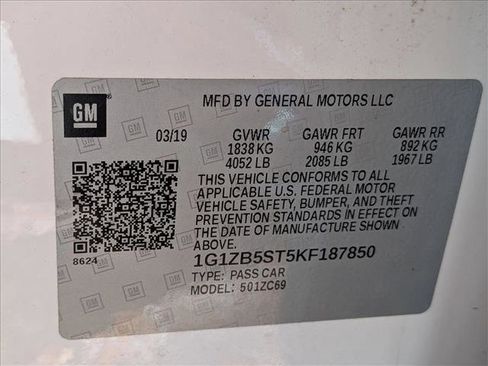 GM
MFD BY GENERAL MOTORS LLC
03/19 GVWR GAWR FRT GAWR RR
1838 KG 946 KG 892 KG
4052 LB 2085 LB 1967 LB
THIS VEHICLE CONFORMS TO ALL
APPLICABLE U.S. FEDERAL MOTOR
VEHICLE SAFETY, BUMPER, AND THEFT
PREVENTION STANDARDS IN EFFECT ON
THE DATE OF MANUFACTURE SHOWN
ABOVE.
8624
1G1ZB5ST5KF187850
TYPE: PASS CAR
MODEL: 501ZC69